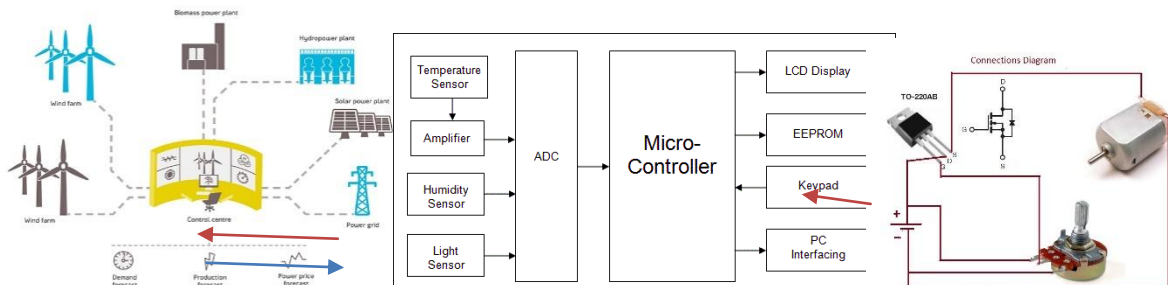 Biomass power plant
Hydropower plant
Wind farm
Solar power plant
Wind farm
Control centre
Power grid
Demand
forecast
Production
forecast
Power price
forecast
Temperature
Sensor
Amplifier
Humidity
Sensor
Light
Sensor
ADC
Micro-
Controller
LCD Display
EEPROM
Keypad
PC
Interfacing
Connections Diagram
TO-220AB
D
G
S
S
D
G
+
−